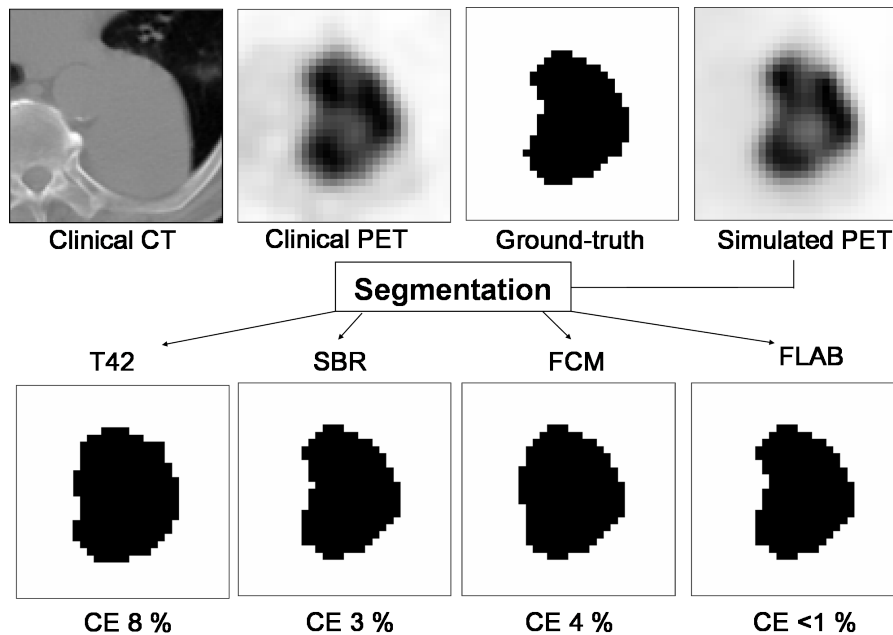 Clinical CT
Clinical PET
Ground-truth
Simulated PET
Segmentation
T42
SBR
FCM
FLAB
CE 8 %
CE 3 %
CE 4 %
CE <1 %